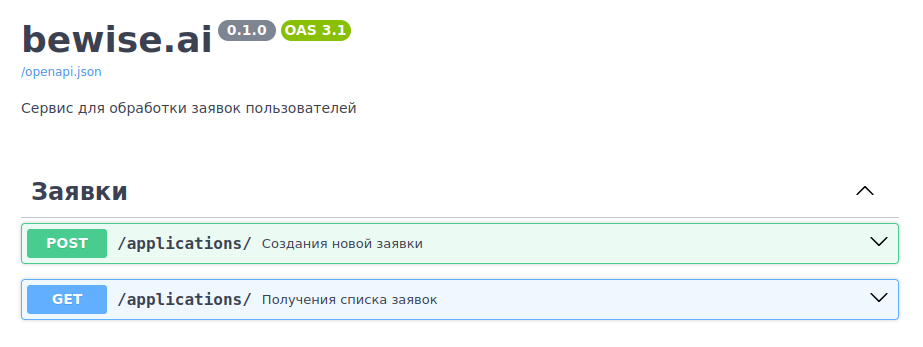 bewise.ai 0.1.0 OAS 3.1
/openapi.json
Сервис для обработки заявок пользователей
Заявки
POST /applications/ Создания новой заявки
GET /applications/ Получения списка заявок